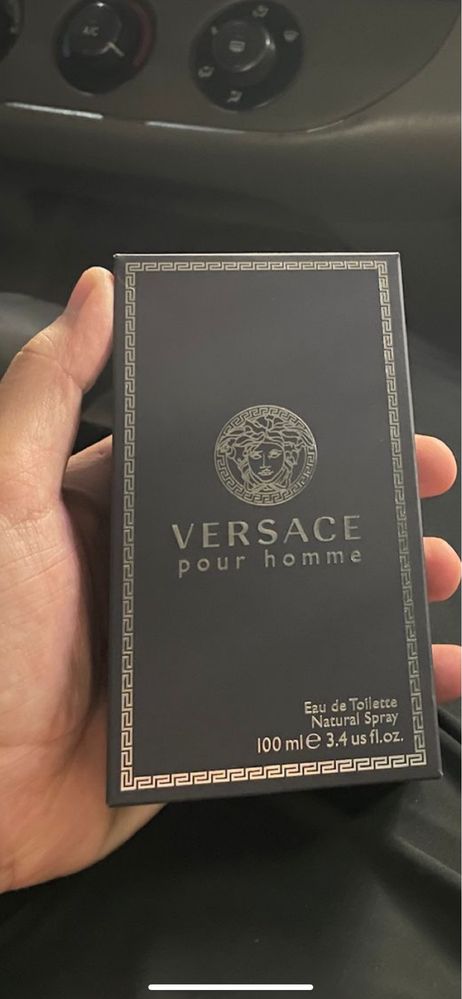 A/C
VERSACE
pour homme
Eau de Toilette
Natural Spray
100 ml ℮ 3.4 us fl.oz.